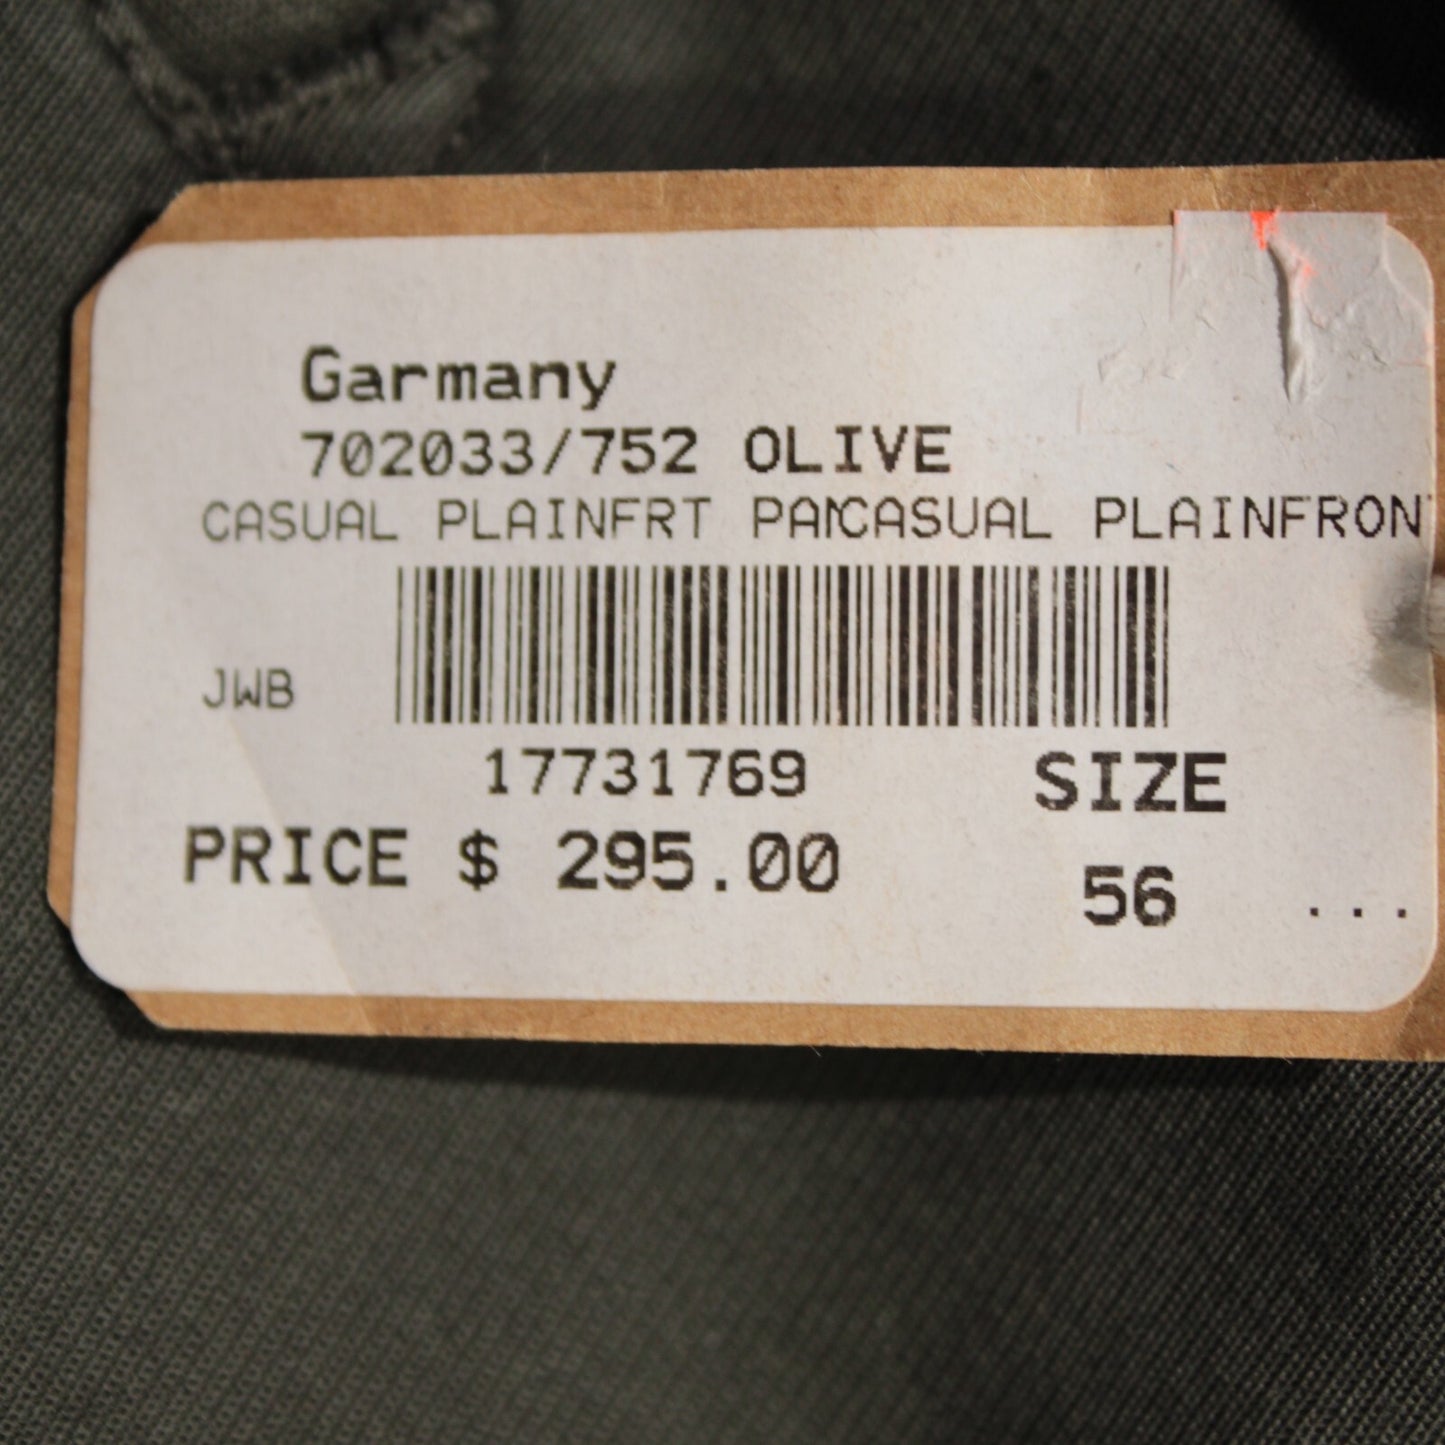 Garmany
702033/752 OLIVE
CASUAL PLAINFRT PANCASUAL PLAINFRONT
JWB
17731769
SIZE
PRICE $ 295.00
56 ...